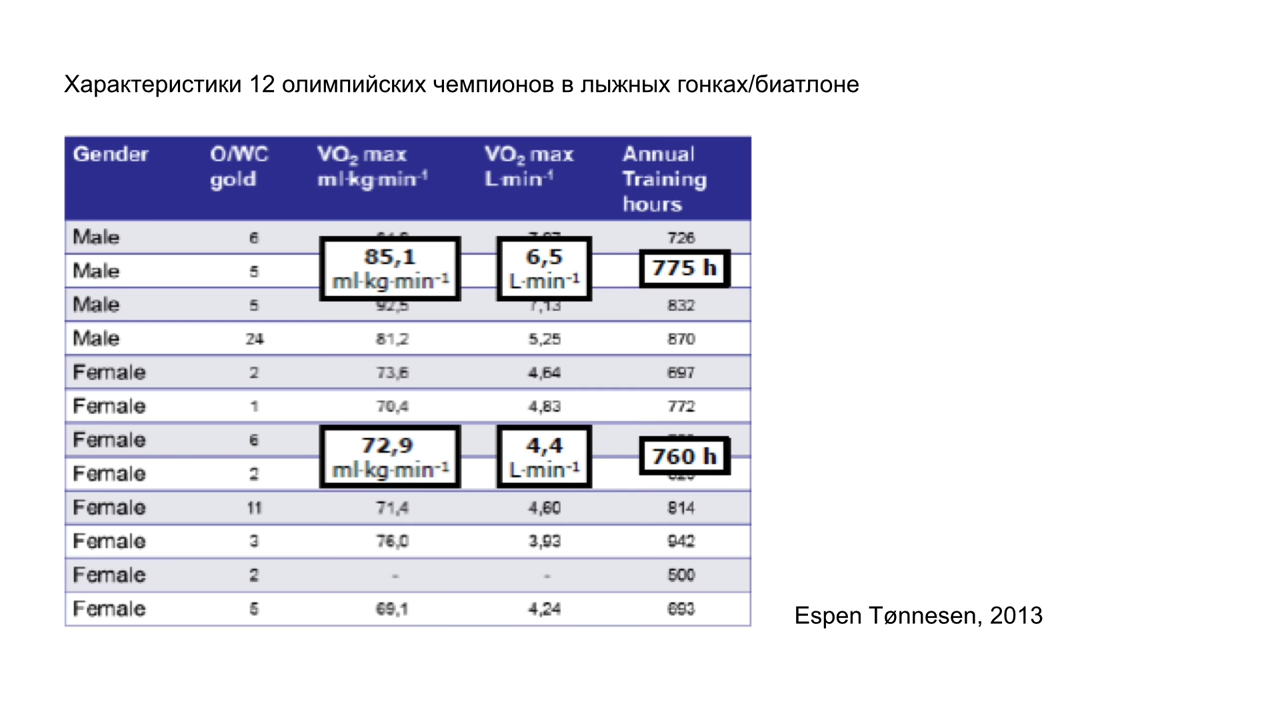 Характеристики 12 олимпийских чемпионов в лыжных гонках/биатлоне
Gender O/WC gold VO₂ max ml·kg·min⁻¹ VO₂ max L·min⁻¹ Annual Training hours
Male 6 726
85,1 ml·kg·min⁻¹ 6,5 L·min⁻¹ 775 h
Male 5
Male 5 92,5 7,13 832
Male 24 81,2 5,25 870
Female 2 73,6 4,64 697
Female 1 70,4 4,83 772
Female 6
72,9 ml·kg·min⁻¹ 4,4 L·min⁻¹ 760 h
Female 2
Female 11 71,4 4,60 814
Female 3 76,0 3,93 942
Female 2 - - 500
Female 5 69,1 4,24 693
Espen Tønnesen, 2013